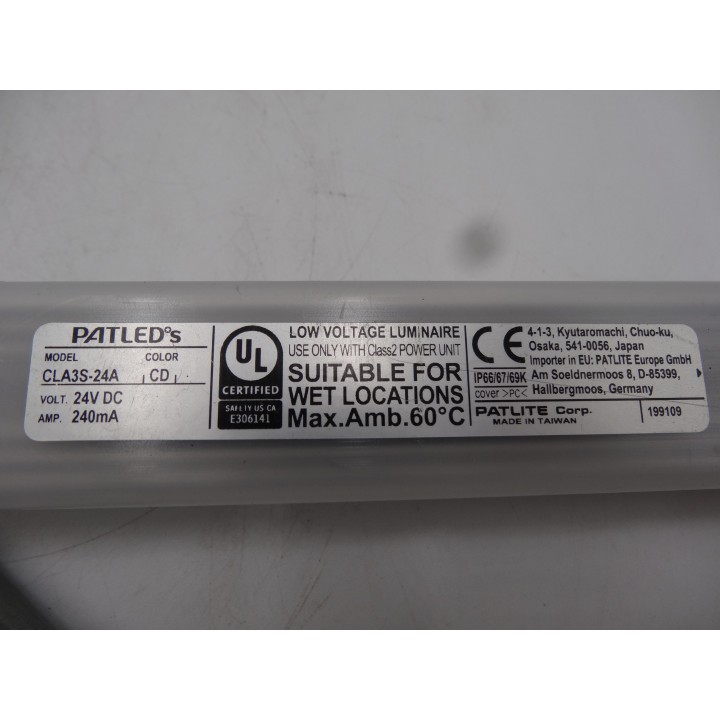 PATLED's
MODEL COLOR
CLA3S-24A CD
VOLT. 24V DC
AMP. 240mA
UL
CERTIFIED
SAFETY US CA
E306141
LOW VOLTAGE LUMINAIRE
USE ONLY WITH Class2 POWER UNIT
SUITABLE FOR
WET LOCATIONS
Max.Amb.60°C
CE
IP66/67/69K
cover >PC<
4-1-3, Kyutaromachi, Chuo-ku,
Osaka, 541-0056, Japan
Importer in EU: PATLITE Europe GmbH
Am Soeldnermoos 8, D-85399,
Hallbergmoos, Germany
PATLITE Corp.
MADE IN TAIWAN
199109